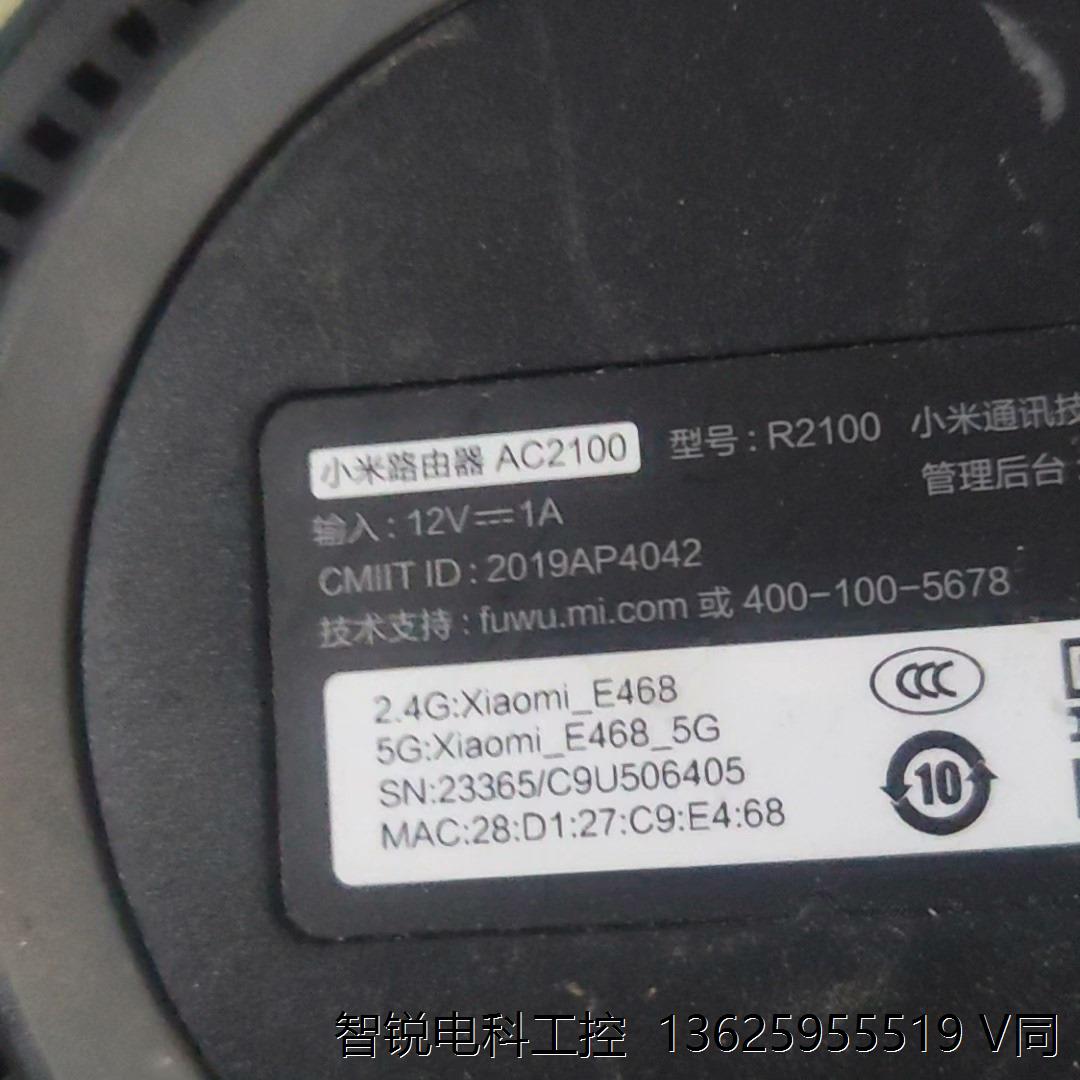 小米路由器 AC2100 型号:R2100 小米通讯技
输入:12V⎓1A 管理后台:
CMIIT ID:2019AP4042
技术支持:fuwu.mi.com 或 400-100-5678
2.4G:Xiaomi_E468
5G:Xiaomi_E468_5G
SN:23365/C9U506405
MAC:28:D1:27:C9:E4:68
CCC
10
智锐电科工控 13625955519 V同